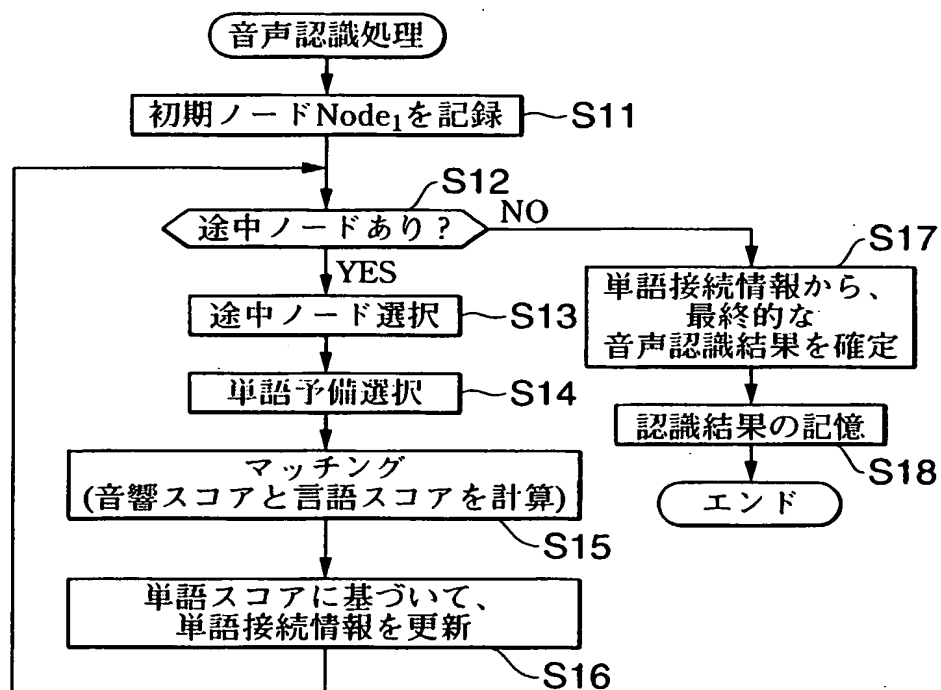 音声認識処理
初期ノードNode₁を記録
S11
S12
途中ノードあり?
NO
YES
途中ノード選択
S13
単語予備選択
S14
マッチング
(音響スコアと言語スコアを計算)
S15
単語スコアに基づいて、
単語接続情報を更新
S16
S17
単語接続情報から、
最終的な
音声認識結果を確定
認識結果の記憶
S18
エンド